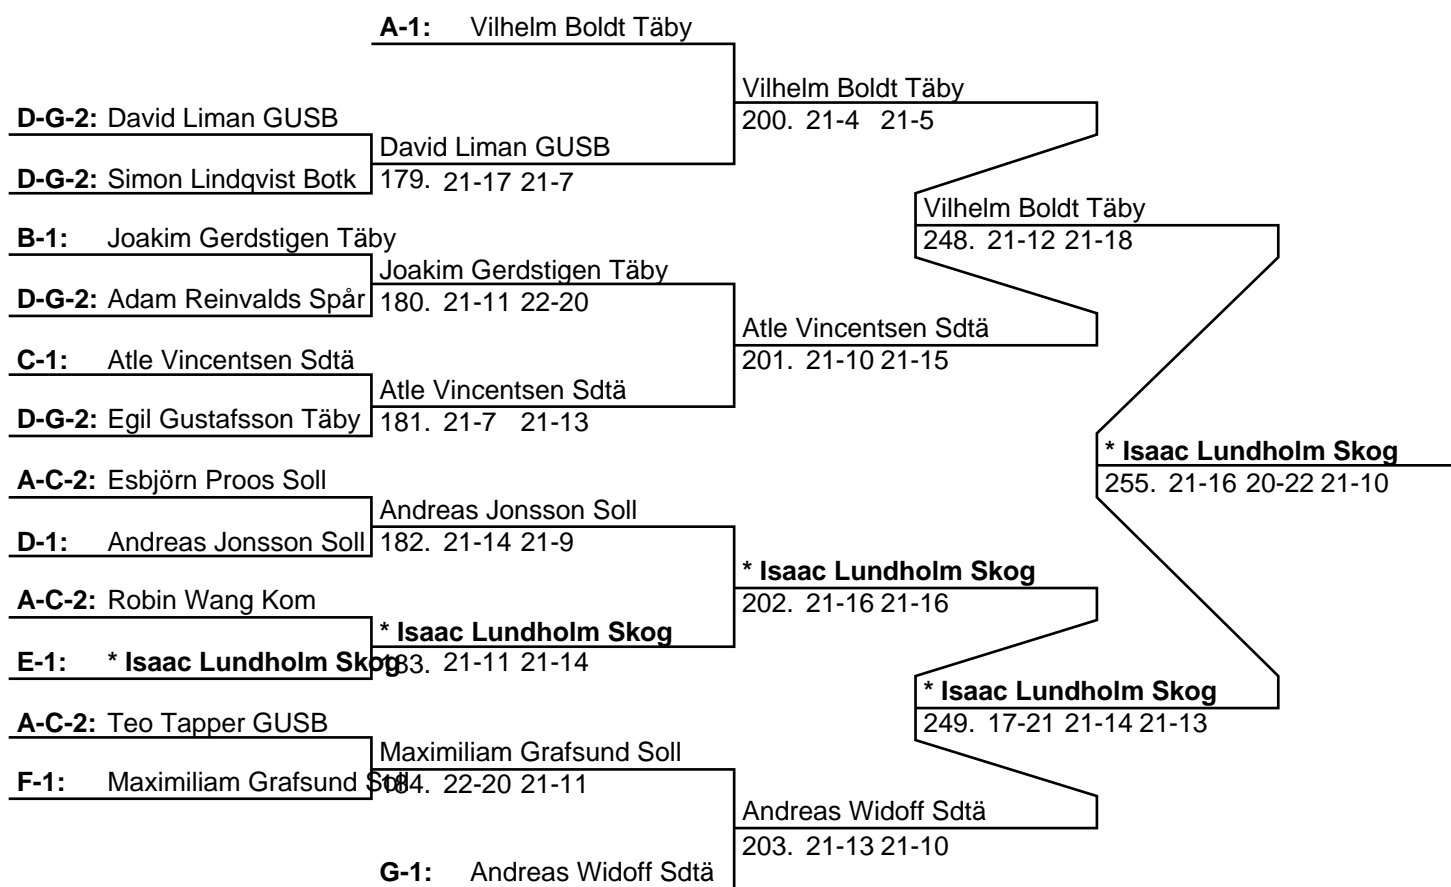 A-1: Vilhelm Boldt Täby
Vilhelm Boldt Täby
200. 21-4 21-5
D-G-2: David Liman GUSB
David Liman GUSB
179. 21-17 21-7
D-G-2: Simon Lindqvist Botk
Vilhelm Boldt Täby
248. 21-12 21-18
B-1: Joakim Gerdstigen Täby
Joakim Gerdstigen Täby
180. 21-11 22-20
D-G-2: Adam Reinvalds Spår
Atle Vincentsen Sdtä
201. 21-10 21-15
C-1: Atle Vincentsen Sdtä
Atle Vincentsen Sdtä
181. 21-7 21-13
D-G-2: Egil Gustafsson Täby
* Isaac Lundholm Skog
255. 21-16 20-22 21-10
A-C-2: Esbjörn Proos Soll
Andreas Jonsson Soll
182. 21-14 21-9
D-1: Andreas Jonsson Soll
* Isaac Lundholm Skog
202. 21-16 21-16
A-C-2: Robin Wang Kom
* Isaac Lundholm Skog
183. 21-11 21-14
E-1: * Isaac Lundholm Skog
* Isaac Lundholm Skog
249. 17-21 21-14 21-13
A-C-2: Teo Tapper GUSB
Maximiliam Grafsund Soll
184. 22-20 21-11
F-1: Maximiliam Grafsund Soll
Andreas Widoff Sdtä
203. 21-13 21-10
G-1: Andreas Widoff Sdtä